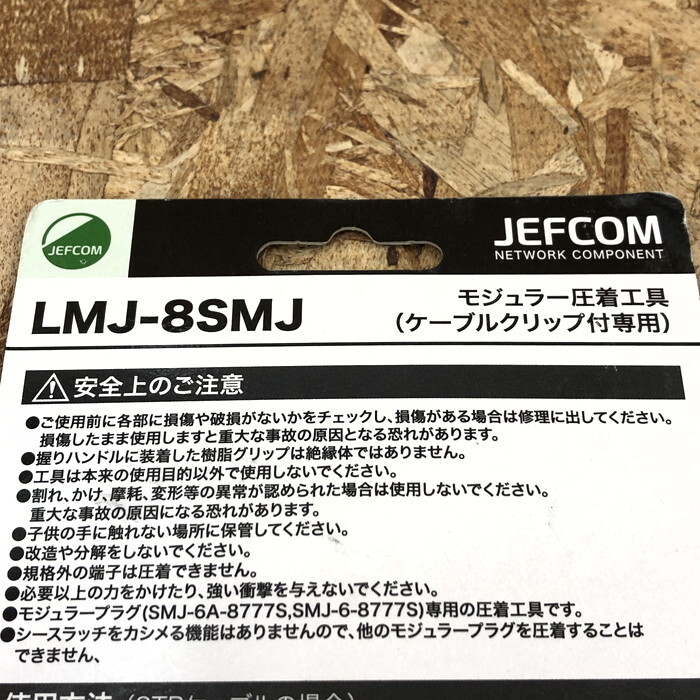 JEFCOM
JEFCOM
NETWORK COMPONENT
LMJ-8SMJ
モジュラー圧着工具
(ケーブルクリップ付専用)
安全上のご注意
●ご使用前に各部に損傷や破損がないかをチェックし、損傷がある場合は修理に出してください。
損傷したまま使用しますと重大な事故の原因となる恐れがあります。
●握りハンドルに装着した樹脂グリップは絶縁体ではありません。
●工具は本来の使用目的以外で使用しないでください。
●割れ、かけ、摩耗、変形等の異常が認められた場合は使用しないでください。
重大な事故の原因になる恐れがあります。
●子供の手に触れない場所に保管してください。
●改造や分解をしないでください。
●規格外の端子は圧着できません。
●必要以上の力をかけたり、強い衝撃を与えないでください。
●モジュラープラグ(SMJ-6A-8777S,SMJ-6-8777S)専用の圧着工具です。
●シースラッチをカシメる機能はありませんので、他のモジュラープラグを圧着することは
できません、
使用方法(STPケーブルの場合)